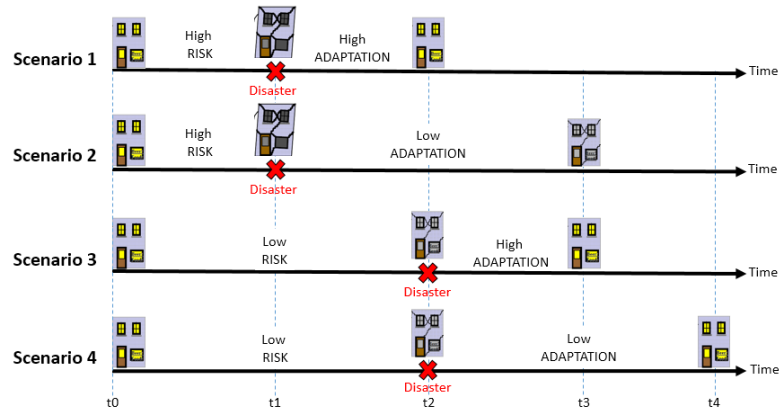 High
RISK
High
ADAPTATION
Scenario 1
Time
Disaster
High
RISK
Low
ADAPTATION
Scenario 2
Time
Disaster
Low
RISK
High
ADAPTATION
Scenario 3
Time
Disaster
Low
RISK
Low
ADAPTATION
Scenario 4
Time
Disaster
t0
t1
t2
t3
t4